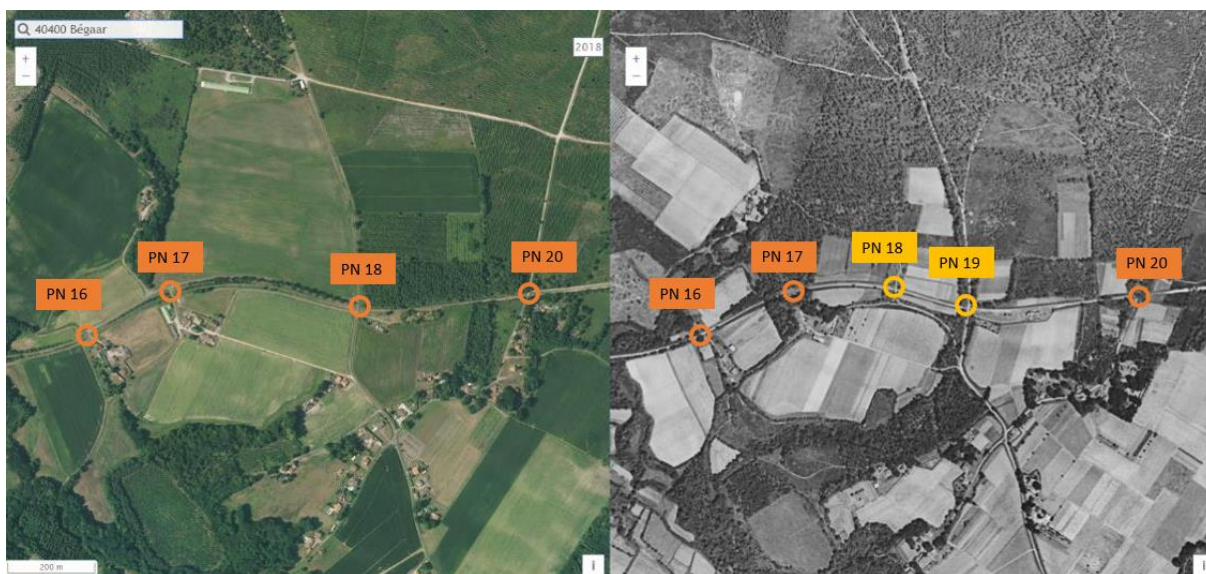 40400 Bégaar
2018
+
−
+
−
PN 17
PN 18
PN 20
PN 16
PN 17
PN 18
PN 19
PN 20
PN 16
200 m
i
i